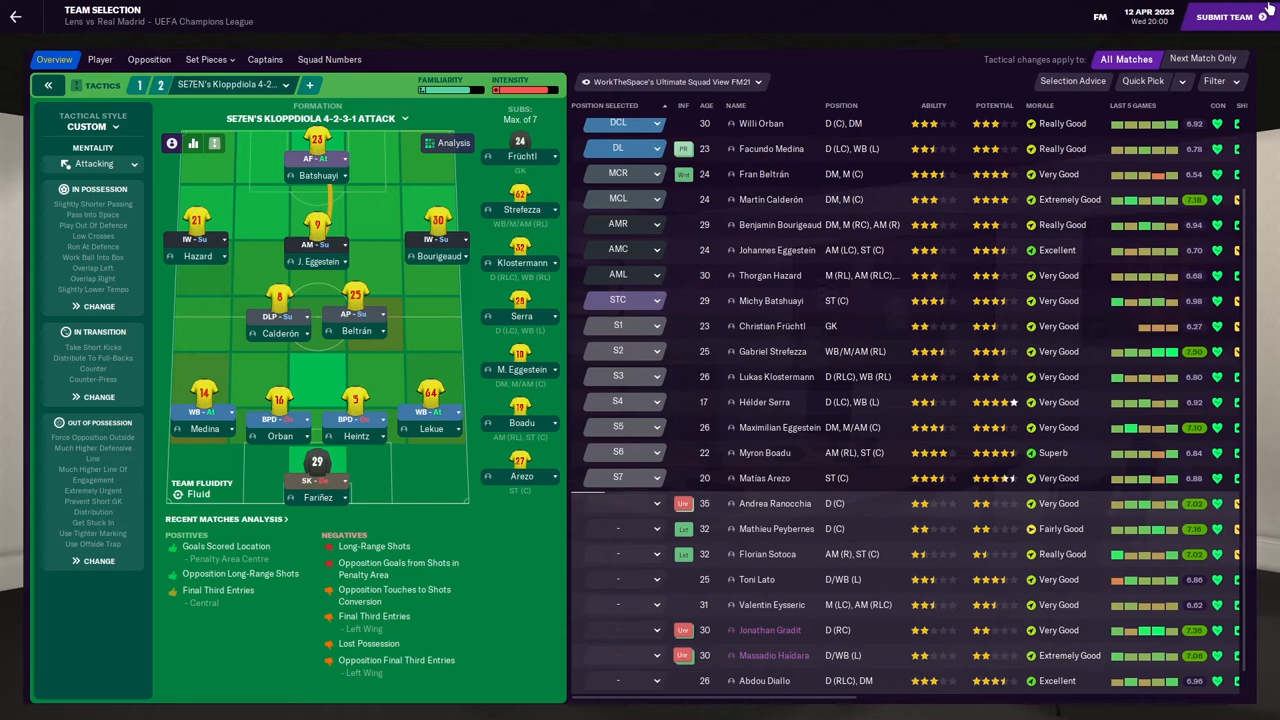 TEAM SELECTION
Lens vs Real Madrid - UEFA Champions League
FM
12 APR 2023
Wed 20:00
SUBMIT TEAM
Overview Player Opposition Set Pieces Captains Squad Numbers
Tactical changes apply to: All Matches Next Match Only
TACTICS 1 2 SE7EN's Kloppdiola 4-2...
FAMILIARITY INTENSITY
WorkTheSpace's Ultimate Squad View FM21
Selection Advice Quick Pick Filter
TACTICAL STYLE
CUSTOM
MENTALITY
Attacking
IN POSSESSION
Slightly Shorter Passing
Pass Into Space
Play Out Of Defence
Low Crosses
Run At Defence
Work Ball Into Box
Overlap Left
Overlap Right
Slightly Lower Tempo
CHANGE
IN TRANSITION
Take Short Kicks
Distribute To Full-Backs
Counter
Counter-Press
CHANGE
OUT OF POSSESSION
Force Opposition Outside
Much Higher Defensive
Line
Much Higher Line Of
Engagement
Extremely Urgent
Prevent Short GK
Distribution
Get Stuck In
Use Tighter Marking
Use Offside Trap
CHANGE
FORMATION
SE7EN'S KLOPPDIOLA 4-2-3-1 ATTACK
Analysis
23
AF - At
Batshuayi
21
IW - Su
Hazard
9
AM - Su
J. Eggestein
30
IW - Su
Bourigeaud
8
DLP - Su
Calderón
25
AP - Su
Beltrán
14
WB - At
Medina
16
BPD - De
Orban
5
BPD - De
Heintz
64
WB - At
Lekue
29
SK - De
Fariñez
TEAM FLUIDITY
Fluid
SUBS:
Max. of 7
24
Früchtl
GK
62
Strefezza
WB/M/AM (RL)
32
Klostermann
D (RLC), WB (RL)
28
Serra
D (LC), WB (L)
10
M. Eggestein
DM, M/AM (C)
19
Boadu
AM (RL), ST (C)
27
Arezo
ST (C)
RECENT MATCHES ANALYSIS
POSITIVES
Goals Scored Location
- Penalty Area Centre
Opposition Long-Range Shots
Final Third Entries
- Central
NEGATIVES
Long-Range Shots
Opposition Goals from Shots in
Penalty Area
Opposition Touches to Shots
Conversion
Final Third Entries
- Left Wing
Lost Possession
Opposition Final Third Entries
- Left Wing
POSITION SELECTED INF AGE NAME POSITION ABILITY POTENTIAL MORALE LAST 5 GAMES CON SH
DCL 30 Willi Orban D (C), DM Really Good 6.92
DL PR 23 Facundo Medina D (LC), WB (L) Really Good 6.78
MCR Wnt 24 Fran Beltrán DM, M (C) Very Good 6.54
MCL 24 Martín Calderón DM, M (C) Extremely Good 7.18
AMR 29 Benjamin Bourigeaud DM, M (RC), AM (R) Really Good 6.94
AMC 24 Johannes Eggestein AM (LC), ST (C) Excellent 6.70
AML 30 Thorgan Hazard M (RL), AM (RLC),... Very Good 6.68
STC 29 Michy Batshuayi ST (C) Very Good 6.98
S1 23 Christian Früchtl GK Very Good 6.27
S2 25 Gabriel Strefezza WB/M/AM (RL) Very Good 7.50
S3 26 Lukas Klostermann D (RLC), WB (RL) Very Good 6.80
S4 17 Hélder Serra D (LC), WB (L) Very Good 6.92
S5 26 Maximilian Eggestein DM, M/AM (C) Very Good 7.10
S6 22 Myron Boadu AM (RL), ST (C) Superb 6.84
S7 20 Matías Arezo ST (C) Very Good
- Unr 35 Andrea Ranocchia D (C) Very Good 7.02
- Lst 32 Mathieu Peybernes D (C) Fairly Good 7.16
- Lst 32 Florian Sotoca AM (R), ST (C) Really Good 7.02
- 25 Toni Lato D/WB (L) Very Good 6.86
- 31 Valentin Eysseric M (LC), AM (RLC) Very Good 6.62
- Unr 30 Jonathan Gradit D (RC) Very Good 7.36
- Unr 30 Massadio Haïdara D/WB (L) Extremely Good 7.06
- 26 Abdou Diallo D (RLC), DM Excellent 6.96